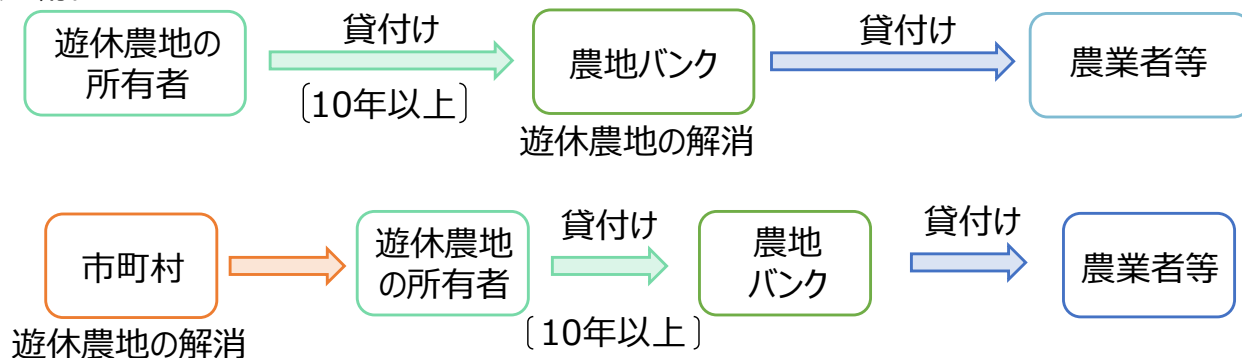 遊休農地の
所有者
貸付け
〔10年以上〕
農地バンク
遊休農地の解消
貸付け
農業者等
市町村
遊休農地の解消
遊休農地
の所有者
貸付け
〔10年以上〕
農地
バンク
貸付け
農業者等